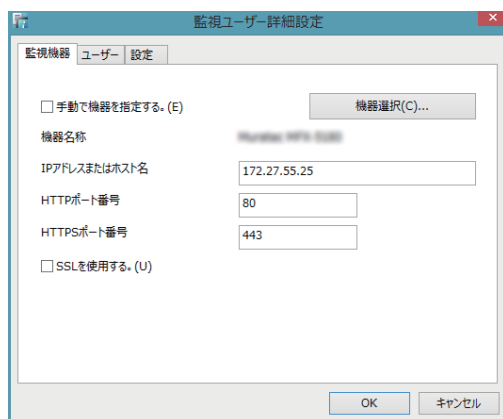 監視ユーザー詳細設定
監視機器 ユーザー 設定
手動で機器を指定する。(E) 機器選択(C)...
機器名称
IPアドレスまたはホスト名 172.27.55.25
HTTPポート番号 80
HTTPSポート番号 443
SSLを使用する。(U)
OK キャンセル